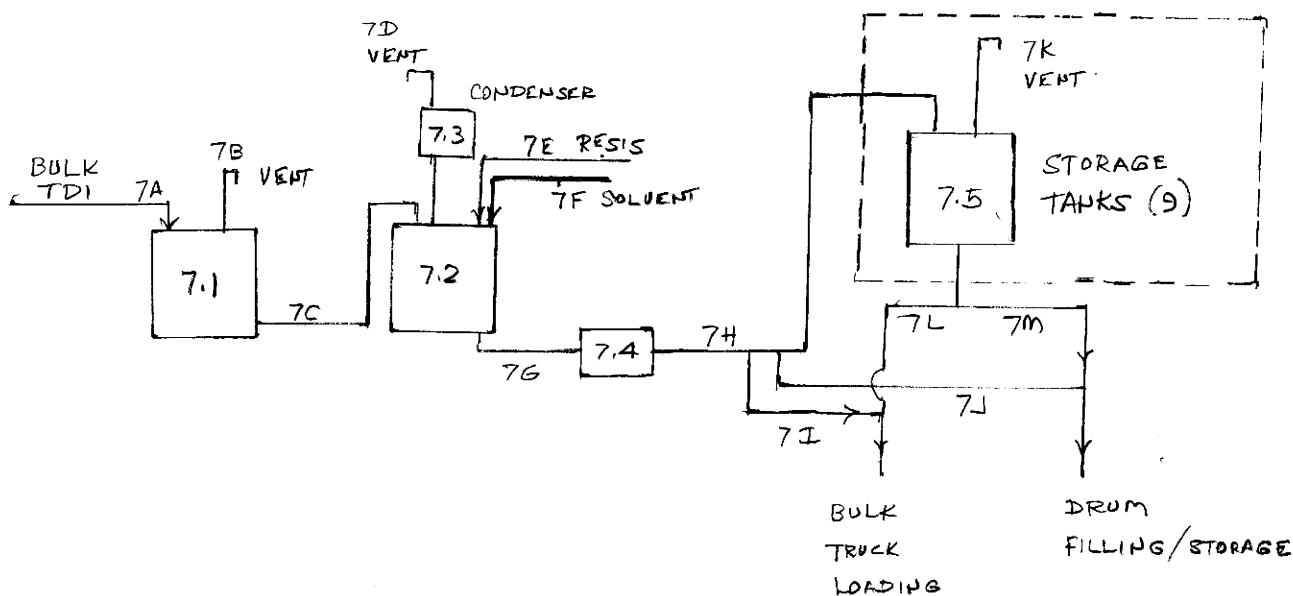 7D
VENT
CONDENSER
7.3
7K
VENT
7E RESIS
7F SOLVENT
7B
VENT
BULK
TDI
7A
7.1
7.2
7.5
STORAGE
TANKS (9)
7C
7G
7.4
7H
7L
7M
7I
7J
BULK
TRUCK
LOADING
DRUM
FILLING/STORAGE